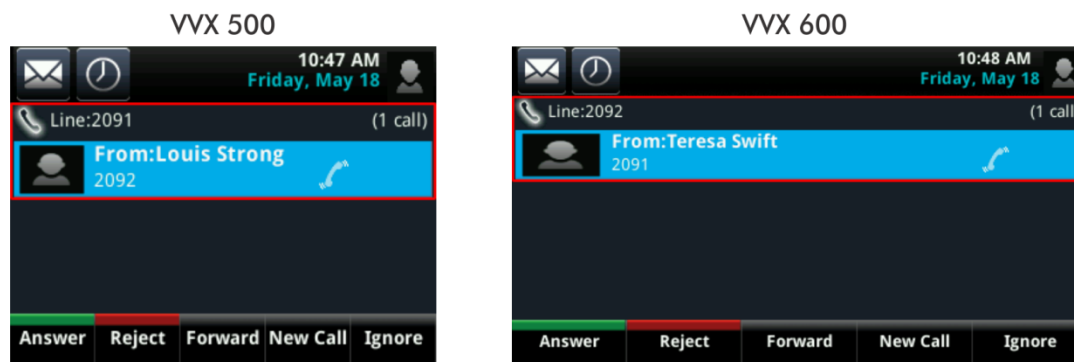 VVX 500
10:47 AM
Friday, May 18
Line:2091 (1 call)
From:Louis Strong
2092
Answer Reject Forward New Call Ignore
VVX 600
10:48 AM
Friday, May 18
Line:2092 (1 call
From:Teresa Swift
2091
Answer Reject Forward New Call Ignore